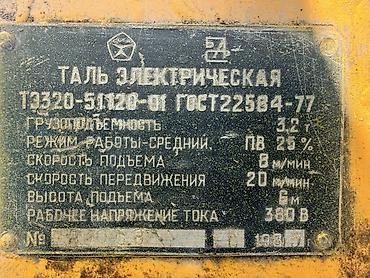 ТАЛЬ ЭЛЕКТРИЧЕСКАЯ
ТЭ320-51120-01 ГОСТ22584-77
ГРУЗОПОДЪЕМНОСТЬ 3,2 т
РЕЖИМ РАБОТЫ-СРЕДНИЙ, ПВ 25%
СКОРОСТЬ ПОДЪЕМА 8 м/мин
СКОРОСТЬ ПЕРЕДВИЖЕНИЯ 20 м/мин
ВЫСОТА ПОДЪЕМА 6 м
РАБОЧЕЕ НАПРЯЖЕНИЕ ТОКА 380 В
№